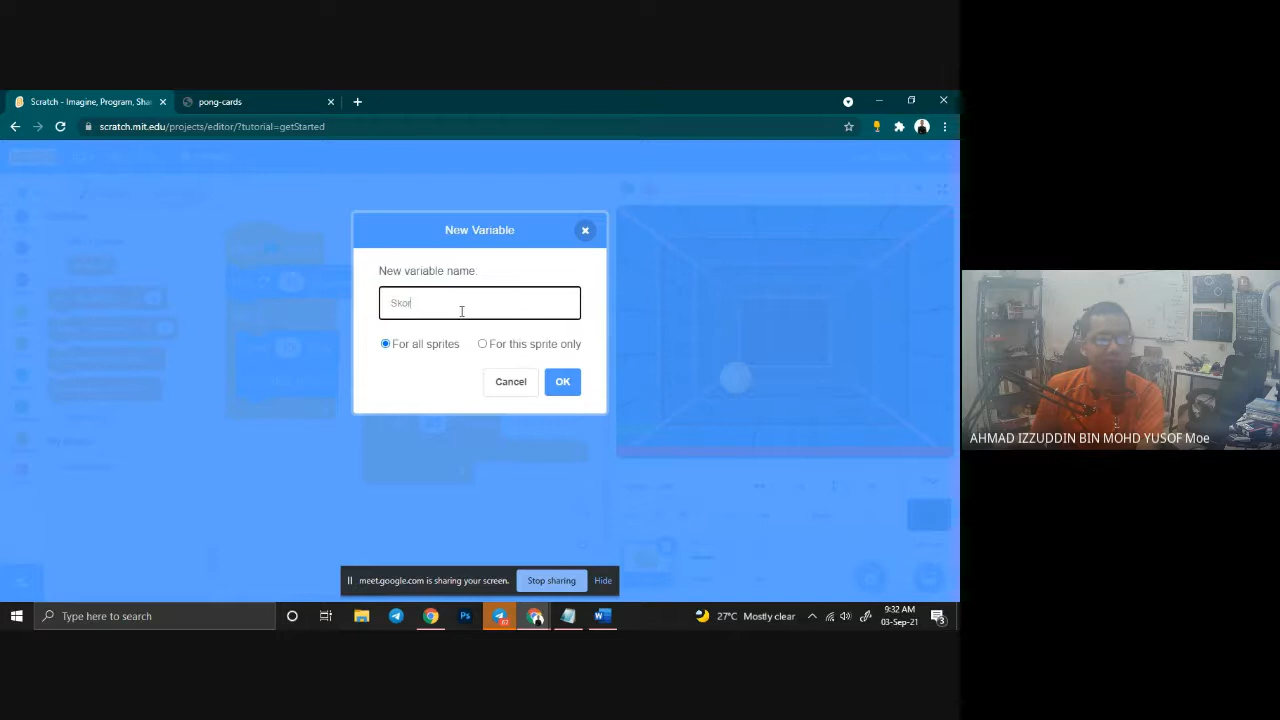 Scratch - Imagine, Program, Sha
pong-cards
scratch.mit.edu/projects/editor/?tutorial=getStarted
New Variable
New variable name:
Skor
For all sprites
For this sprite only
Cancel
OK
AHMAD IZZUDDIN BIN MOHD YUSOF Moe
meet.google.com is sharing your screen.
Stop sharing
Hide
Type here to search
Ps
27°C Mostly clear
9:32 AM
03-Sep-21
3